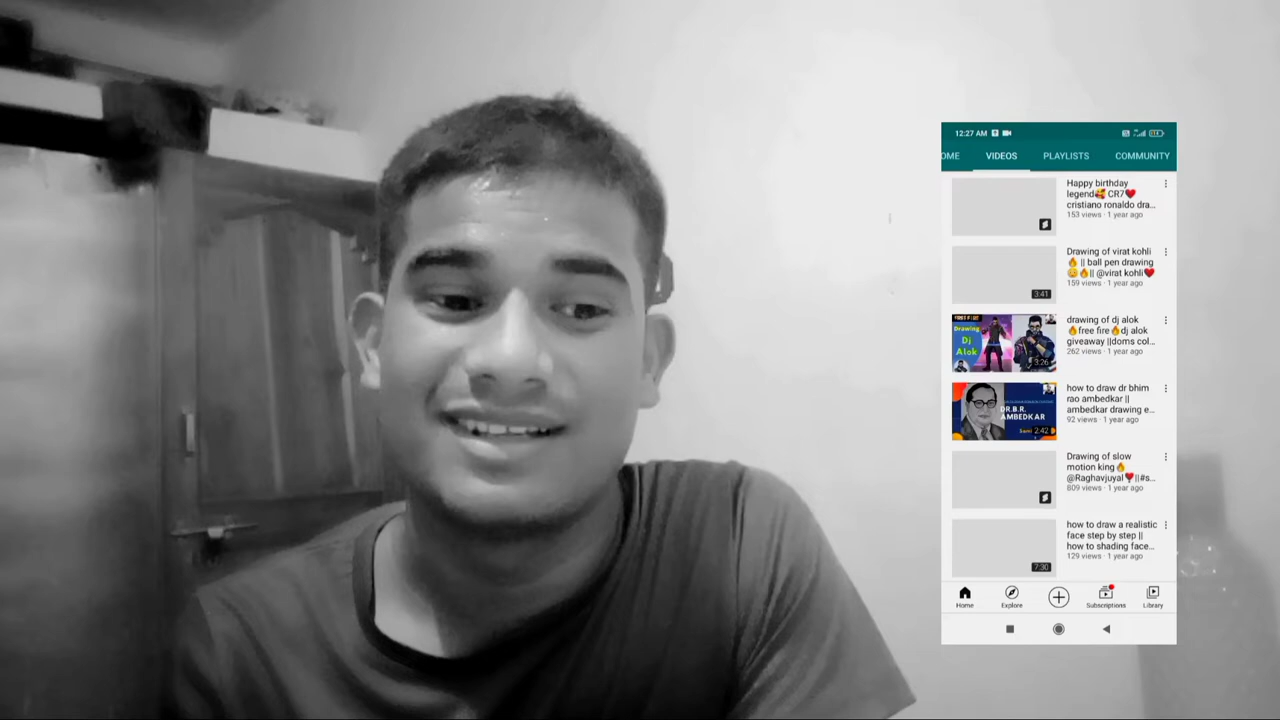 12:27 AM
OME VIDEOS PLAYLISTS COMMUNITY
Happy birthday
legend🥰 CR7❤️
cristiano ronaldo dra...
153 views · 1 year ago
Drawing of virat kohli
🔥 || ball pen drawing
😳🔥|| @virat kohli❤️
159 views · 1 year ago
3:41
drawing of dj alok
🔥free fire🔥dj alok
giveaway ||doms col...
262 views · 1 year ago
FREE FIRE
Drawing
Dj
Alok
3:26
how to draw dr bhim
rao ambedkar ||
ambedkar drawing e...
92 views · 1 year ago
DR.B.R.
AMBEDKAR
2:42
Drawing of slow
motion king🔥
@Raghavjuyal❣️||#s...
809 views · 1 year ago
how to draw a realistic
face step by step ||
how to shading face...
129 views · 1 year ago
7:30
Home Explore Subscriptions Library